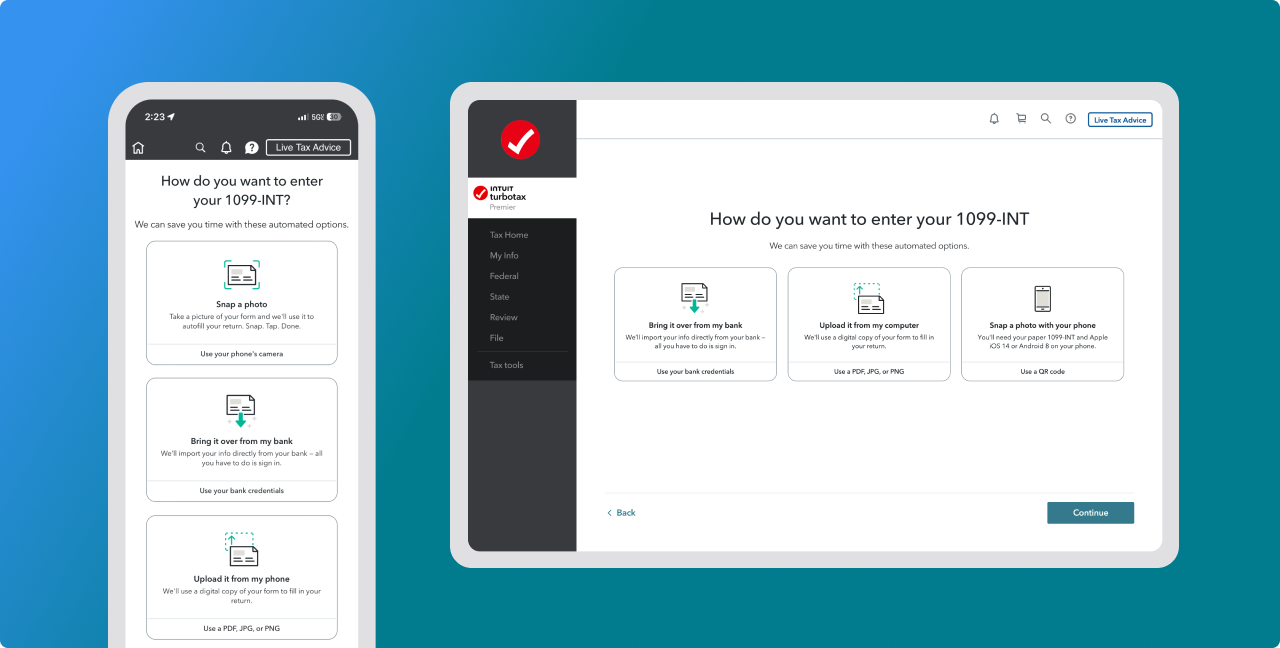 2:23
5G
Live Tax Advice
How do you want to enter
your 1099-INT?
We can save you time with these automated options.
Snap a photo
Take a picture of your form and we'll use it to
autofill your return. Snap. Tap. Done.
Use your phone's camera
Bring it over from my bank
We'll import your info directly from your bank – all
you have to do is sign in.
Use your bank credentials
Upload it from my phone
We'll use a digital copy of your form to fill in your
return.
Use a PDF, JPG, or PNG
INTUIT
turbotax
Premier
Tax Home
My Info
Federal
State
Review
File
Tax tools
Live Tax Advice
How do you want to enter your 1099-INT
We can save you time with these automated options.
Bring it over from my bank
We'll import your info directly from your bank –
all you have to do is sign in.
Use your bank credentials
Upload it from my computer
We'll use a digital copy of your form to fill in
your return.
Use a PDF, JPG, or PNG
Snap a photo with your phone
You'll need your paper 1099-INT and Apple
iOS 14 or Android 8 on your phone.
Use a QR code
Back
Continue